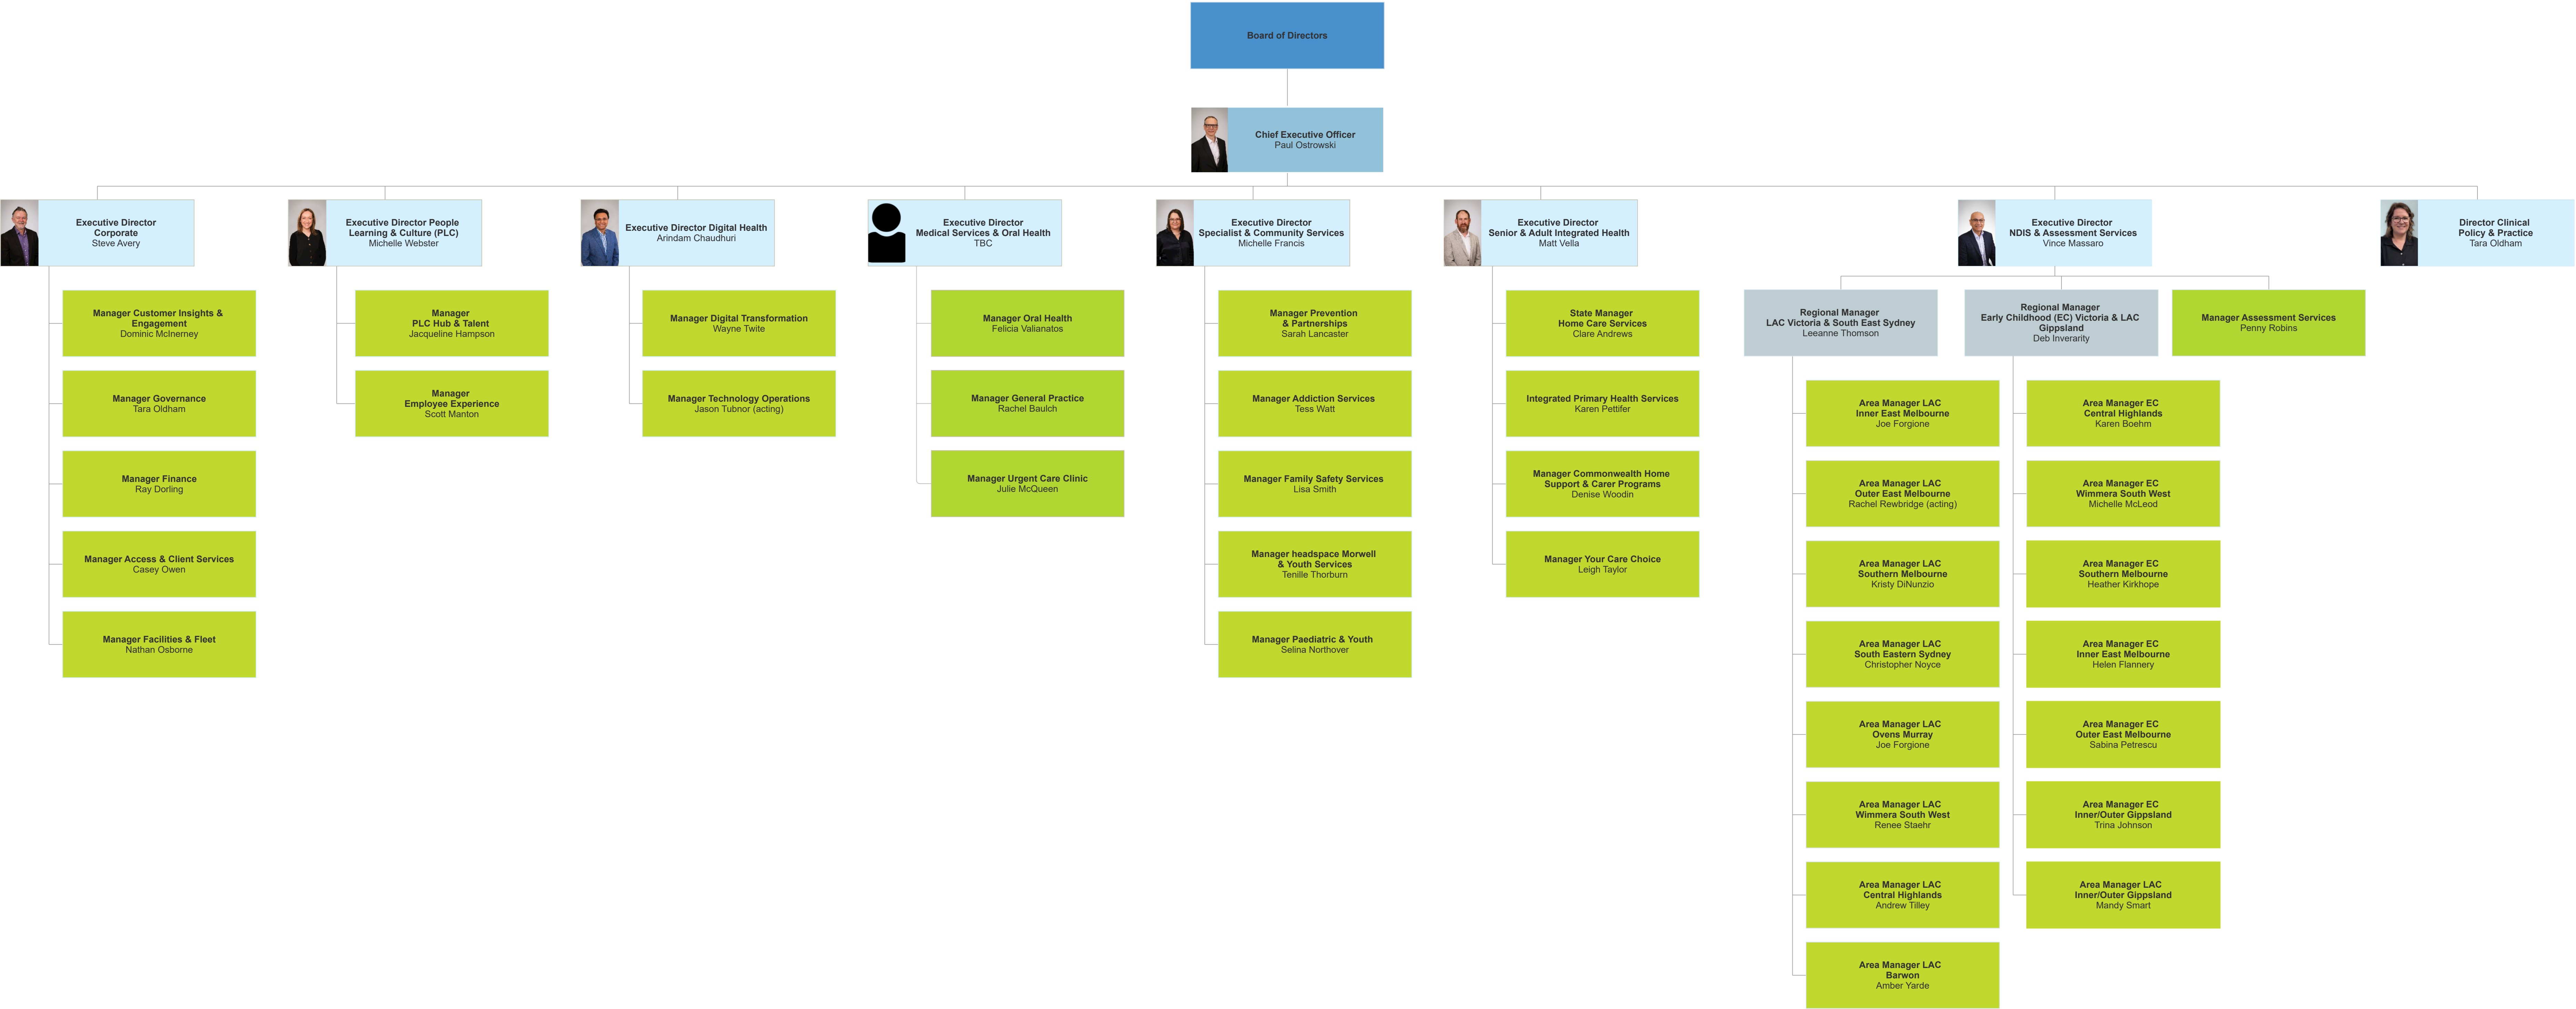 Board of Directors
Chief Executive Officer
Paul Ostrowski
Executive Director
Corporate
Steve Avery
Executive Director People
Learning & Culture (PLC)
Michelle Webster
Executive Director Digital Health
Arindam Chaudhuri
Executive Director
Medical Services & Oral Health
TBC
Executive Director
Specialist & Community Services
Michelle Francis
Executive Director
Senior & Adult Integrated Health
Matt Vella
Executive Director
NDIS & Assessment Services
Vince Massaro
Director Clinical
Policy & Practice
Tara Oldham
Manager Customer Insights &
Engagement
Dominic McInerney
Manager Governance
Tara Oldham
Manager Finance
Ray Dorling
Manager Access & Client Services
Casey Owen
Manager Facilities & Fleet
Nathan Osborne
Manager
PLC Hub & Talent
Jacqueline Hampson
Manager
Employee Experience
Scott Manton
Manager Digital Transformation
Wayne Twite
Manager Technology Operations
Jason Tubnor (acting)
Manager Oral Health
Felicia Valianatos
Manager General Practice
Rachel Baulch
Manager Urgent Care Clinic
Julie McQueen
Manager Prevention
& Partnerships
Sarah Lancaster
Manager Addiction Services
Tess Watt
Manager Family Safety Services
Lisa Smith
Manager headspace Morwell
& Youth Services
Tenille Thorburn
Manager Paediatric & Youth
Selina Northover
State Manager
Home Care Services
Clare Andrews
Integrated Primary Health Services
Karen Pettifer
Manager Commonwealth Home
Support & Carer Programs
Denise Woodin
Manager Your Care Choice
Leigh Taylor
Regional Manager
LAC Victoria & South East Sydney
Leeanne Thomson
Regional Manager
Early Childhood (EC) Victoria & LAC
Gippsland
Deb Inverarity
Manager Assessment Services
Penny Robins
Area Manager LAC
Inner East Melbourne
Joe Forgione
Area Manager LAC
Outer East Melbourne
Rachel Rewbridge (acting)
Area Manager LAC
Southern Melbourne
Kristy DiNunzio
Area Manager LAC
South Eastern Sydney
Christopher Noyce
Area Manager LAC
Ovens Murray
Joe Forgione
Area Manager LAC
Wimmera South West
Renee Staehr
Area Manager LAC
Central Highlands
Andrew Tilley
Area Manager LAC
Barwon
Amber Yarde
Area Manager EC
Central Highlands
Karen Boehm
Area Manager EC
Wimmera South West
Michelle McLeod
Area Manager EC
Southern Melbourne
Heather Kirkhope
Area Manager EC
Inner East Melbourne
Helen Flannery
Area Manager EC
Outer East Melbourne
Sabina Petrescu
Area Manager EC
Inner/Outer Gippsland
Trina Johnson
Area Manager LAC
Inner/Outer Gippsland
Mandy Smart